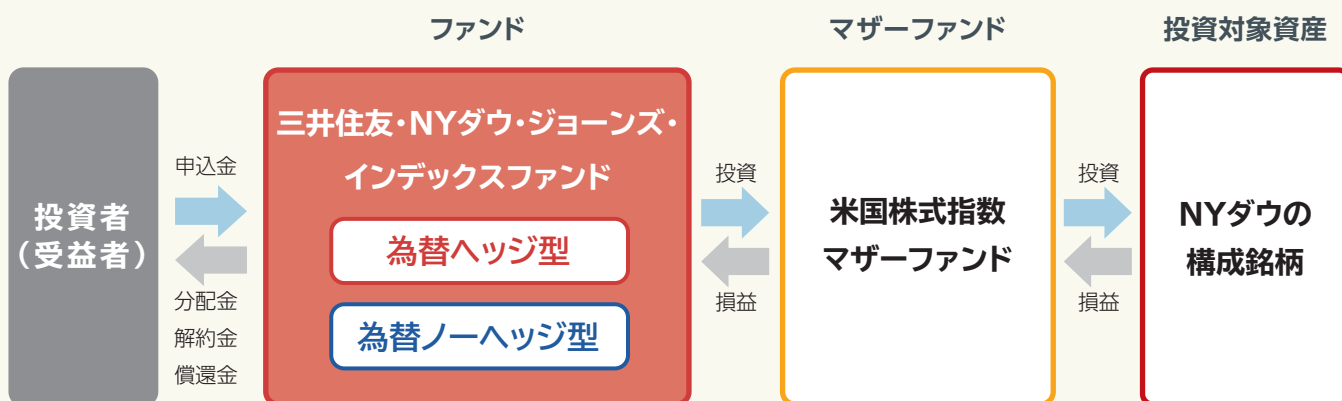 ファンド
マザーファンド
投資対象資産
投資者
（受益者）
申込金
分配金
解約金
償還金
三井住友・NYダウ・ジョーンズ・
インデックスファンド
為替ヘッジ型
為替ノーヘッジ型
投資
損益
米国株式指数
マザーファンド
投資
損益
NYダウの
構成銘柄